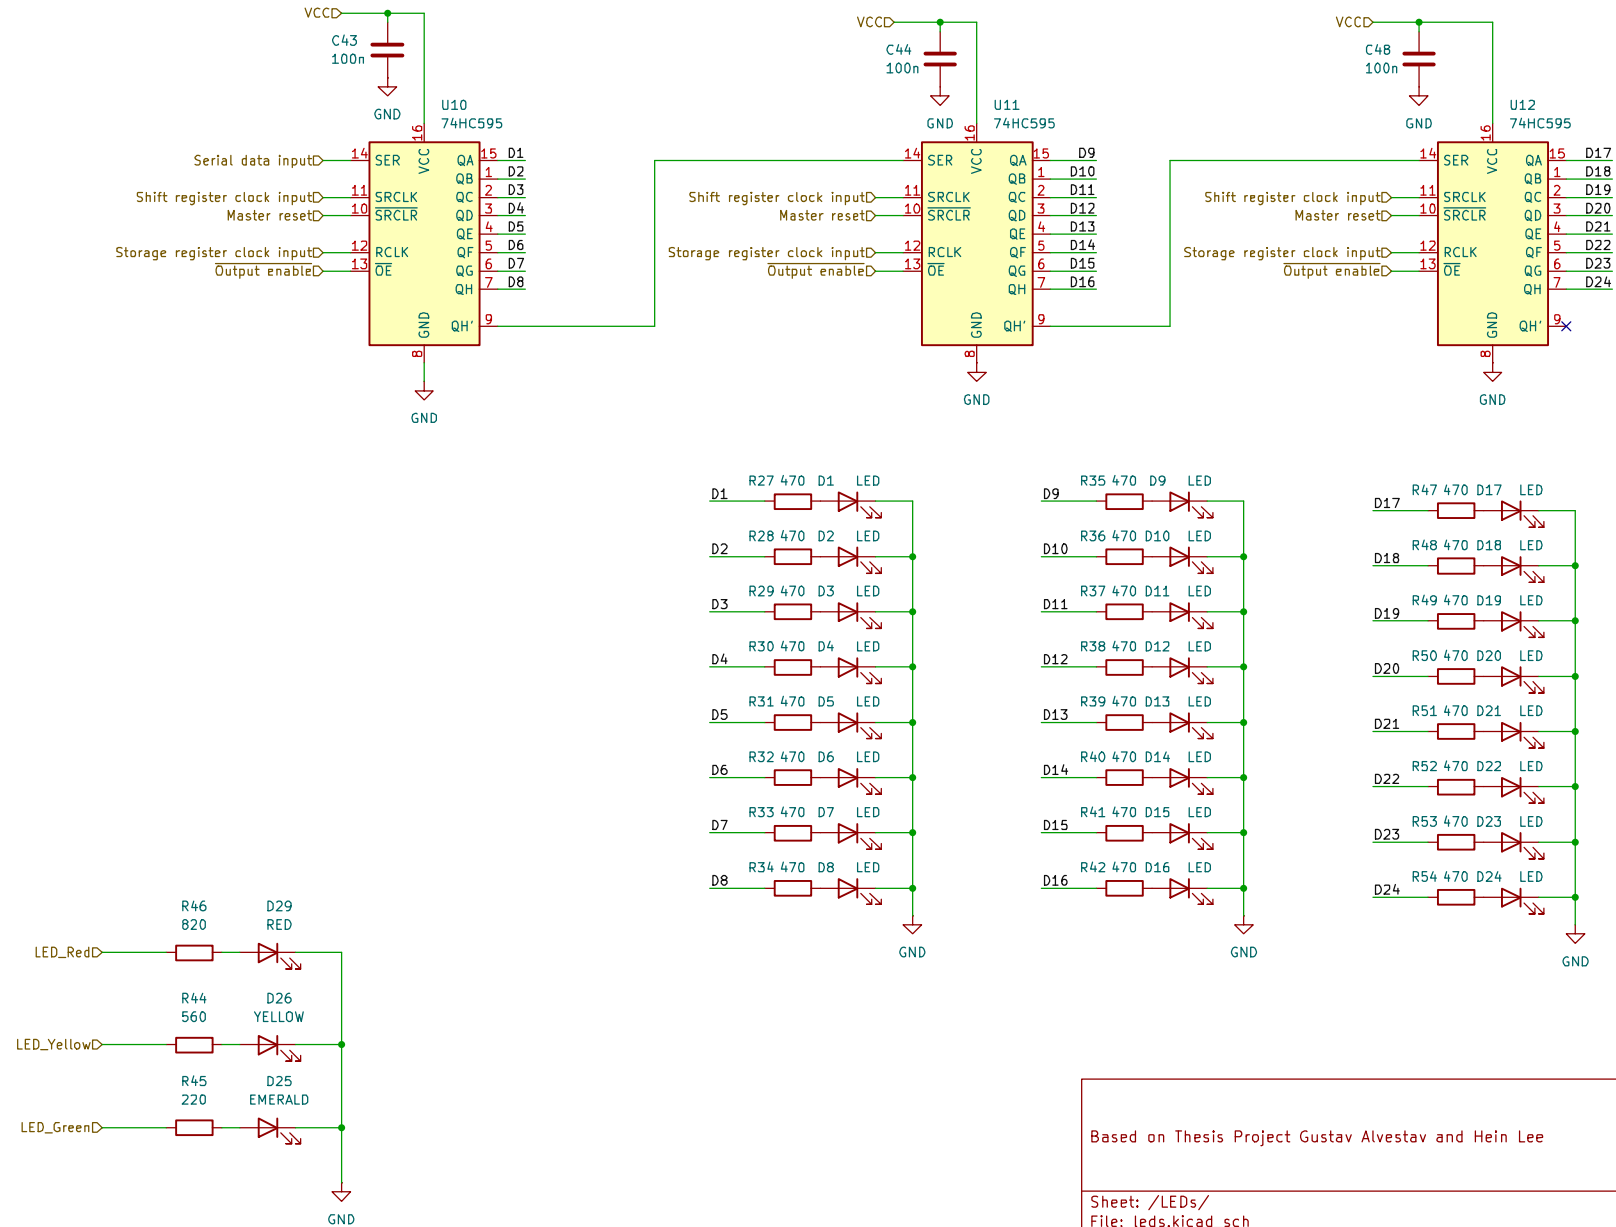 VCC
C43
100n
GND
U10
74HC595
16
VCC
Serial data input
14 SER
QA 15 D1
QB 1 D2
Shift register clock input
11 SRCLK
QC 2 D3
Master reset
10 SRCLR
QD 3 D4
QE 4 D5
Storage register clock input
12 RCLK
QF 5 D6
Output enable
13 OE
QG 6 D7
QH 7 D8
GND
QH' 9
8
GND
VCC
C44
100n
GND
U11
74HC595
16
VCC
14 SER
QA 15 D9
QB 1 D10
Shift register clock input
11 SRCLK
QC 2 D11
Master reset
10 SRCLR
QD 3 D12
QE 4 D13
Storage register clock input
12 RCLK
QF 5 D14
Output enable
13 OE
QG 6 D15
QH 7 D16
GND
QH' 9
8
GND
VCC
C48
100n
GND
U12
74HC595
16
VCC
14 SER
QA 15 D17
QB 1 D18
Shift register clock input
11 SRCLK
QC 2 D19
Master reset
10 SRCLR
QD 3 D20
QE 4 D21
Storage register clock input
12 RCLK
QF 5 D22
Output enable
13 OE
QG 6 D23
QH 7 D24
GND
QH' 9
8
GND
R27 470 D1 LED
D1
R28 470 D2 LED
D2
R29 470 D3 LED
D3
R30 470 D4 LED
D4
R31 470 D5 LED
D5
R32 470 D6 LED
D6
R33 470 D7 LED
D7
R34 470 D8 LED
D8
GND
R35 470 D9 LED
D9
R36 470 D10 LED
D10
R37 470 D11 LED
D11
R38 470 D12 LED
D12
R39 470 D13 LED
D13
R40 470 D14 LED
D14
R41 470 D15 LED
D15
R42 470 D16 LED
D16
GND
R47 470 D17 LED
D17
R48 470 D18 LED
D18
R49 470 D19 LED
D19
R50 470 D20 LED
D20
R51 470 D21 LED
D21
R52 470 D22 LED
D22
R53 470 D23 LED
D23
R54 470 D24 LED
D24
GND
R46 D29
820 RED
LED_Red
R44 D26
560 YELLOW
LED_Yellow
R45 D25
220 EMERALD
LED_Green
GND
Based on Thesis Project Gustav Alvestav and Hein Lee
Sheet: /LEDs/
File: leds.kicad_sch